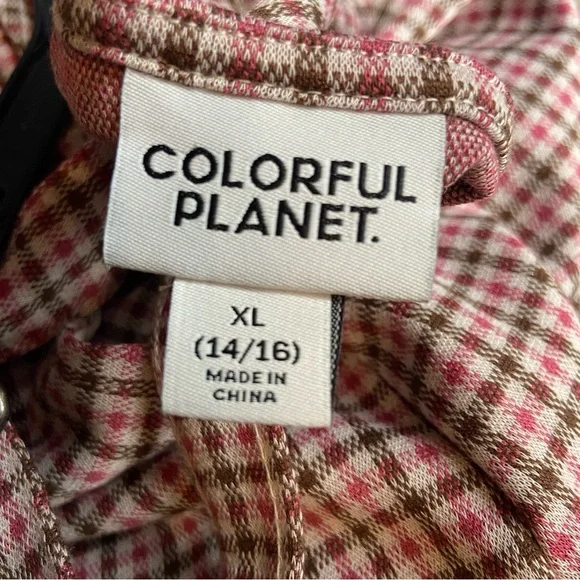 COLORFUL
PLANET.
XL
(14/16)
MADE IN
CHINA